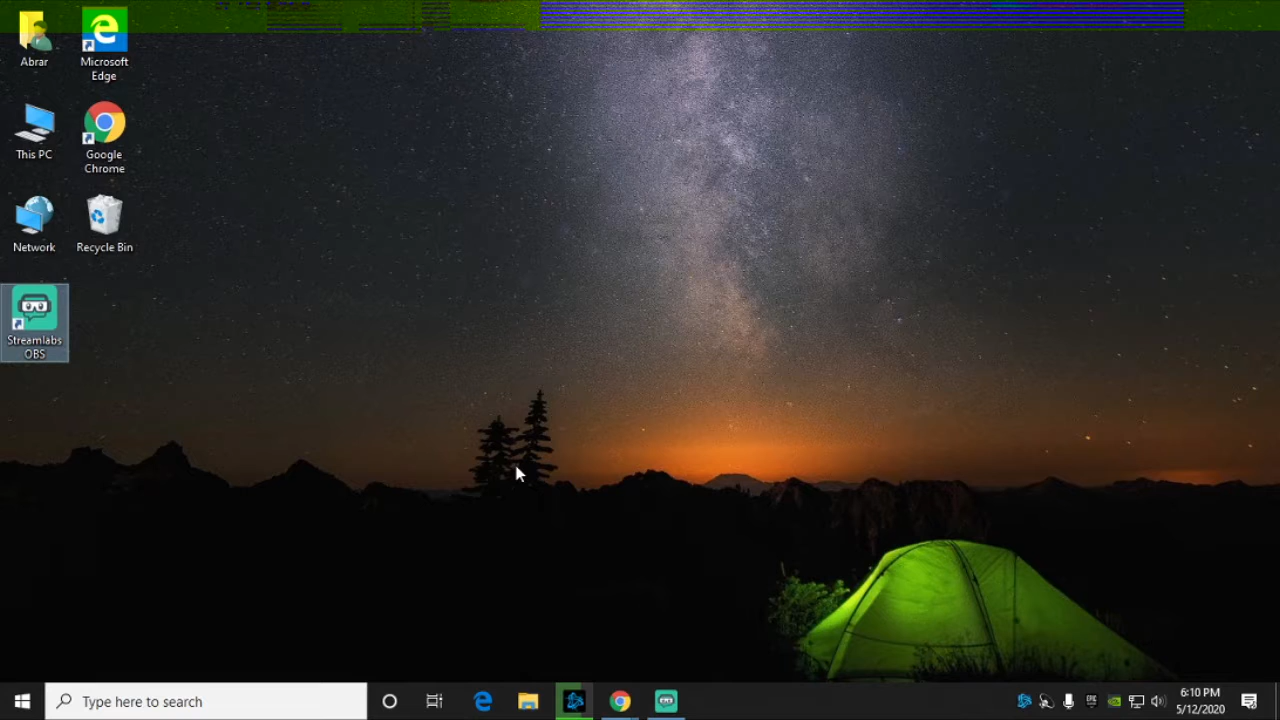 Abrar
Microsoft
Edge
This PC
Google
Chrome
Network
Recycle Bin
Streamlabs
OBS
Type here to search
6:10 PM
5/12/2020